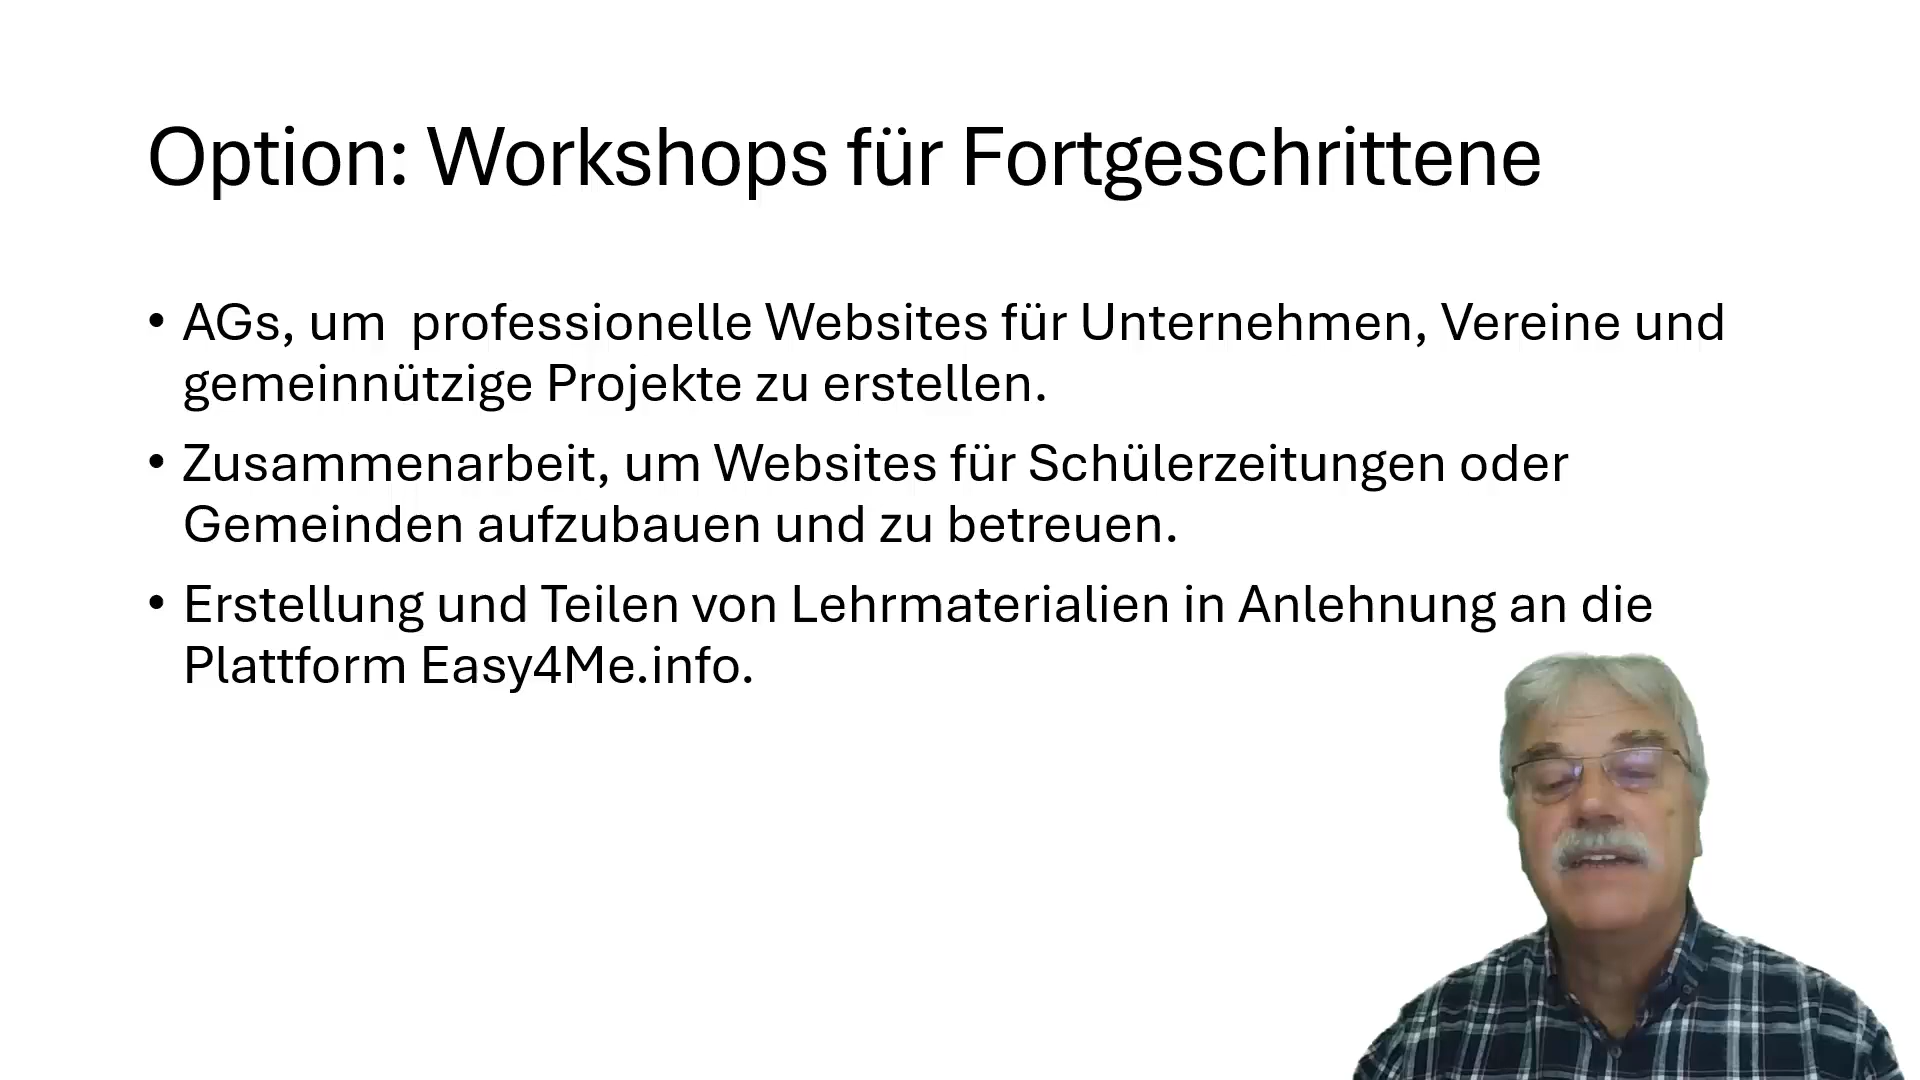 Option: Workshops für Fortgeschrittene
• AGs, um  professionelle Websites für Unternehmen, Vereine und
gemeinnützige Projekte zu erstellen.
• Zusammenarbeit, um Websites für Schülerzeitungen oder
Gemeinden aufzubauen und zu betreuen.
• Erstellung und Teilen von Lehrmaterialien in Anlehnung an die
Plattform Easy4Me.info.